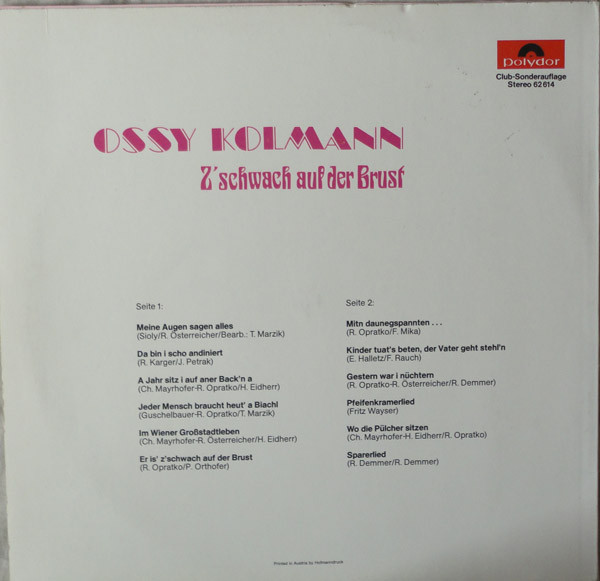 polydor
Club-Sonderauflage
Stereo 62 614
OSSY KOLMANN
Z'schwach auf der Brust
Seite 1:
Meine Augen sagen alles
(Sioly/R. Österreicher/Bearb.: T. Marzik)
Da bin i scho andiniert
(R. Karger/J. Petrak)
A Jahr sitz i auf aner Back'n a
(Ch. Mayrhofer-R. Opratko/H. Eidherr)
Jeder Mensch braucht heut' a Biachl
(Guschelbauer-R. Opratko/T. Marzik)
Im Wiener Großstadtleben
(Ch. Mayrhofer-R. Österreicher/H. Eidherr)
Er is' z'schwach auf der Brust
(R. Opratko/P. Orthofer)
Seite 2:
Mitn daunegspannten . . .
(R. Opratko/F. Mika)
Kinder tuat's beten, der Vater geht stehl'n
(E. Halletz/F. Rauch)
Gestern war i nüchtern
(R. Opratko-R. Österreicher/R. Demmer)
Pfeifenkramerlied
(Fritz Wayser)
Wo die Pülcher sitzen
(Ch. Mayrhofer-H. Eidherr/R. Opratko)
Sparerlied
(R. Demmer/R. Demmer)
Printed in Austria by Hofmanndruck